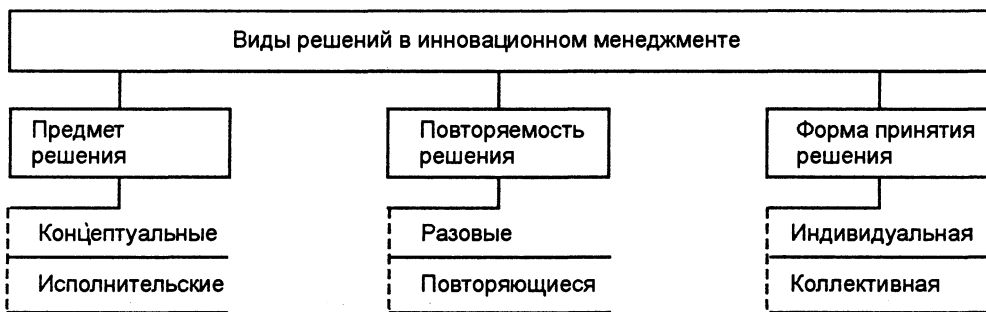 Виды решений в инновационном менеджменте
Предмет
решения
Повторяемость
решения
Форма принятия
решения
Концептуальные
Исполнительские
Разовые
Повторяющиеся
Индивидуальная
Коллективная